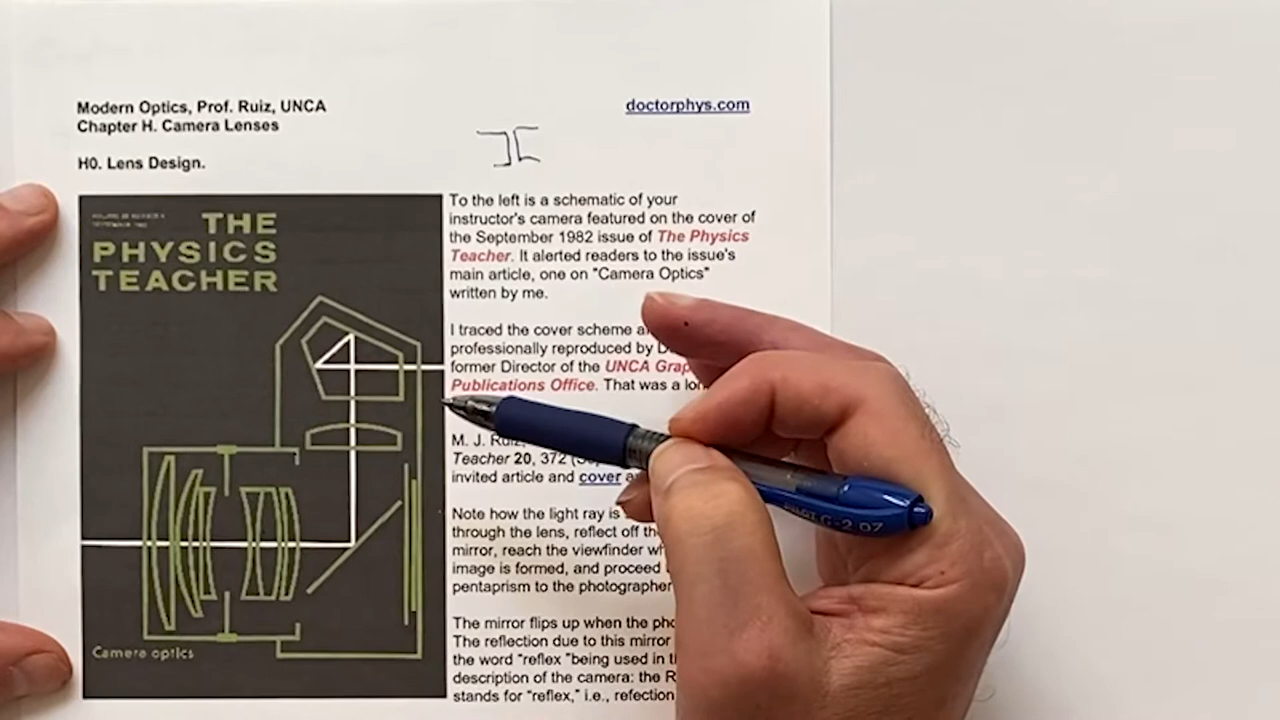 Modern Optics, Prof. Ruiz, UNCA
Chapter H. Camera Lenses
doctorphys.com
H0. Lens Design.
THE
PHYSICS
TEACHER
Camera optics
To the left is a schematic of your
instructor's camera featured on the cover of
the September 1982 issue of The Physics
Teacher. It alerted readers to the issue's
main article, one on "Camera Optics"
written by me.
I traced the cover scheme
professionally reproduced by
former Director of the UNCA
Publications Office. That was a
M. J. Ruiz,
Teacher 20, 372
invited article and cover
Note how the light ray is
through the lens, reflect off
mirror, reach the viewfinder
image is formed, and proceed
pentaprism to the photographer
The mirror flips up when the
The reflection due to this mirror
the word “reflex ”being used in
description of the camera: the
stands for “reflex,” i.e., refection
PILOT G-2 07